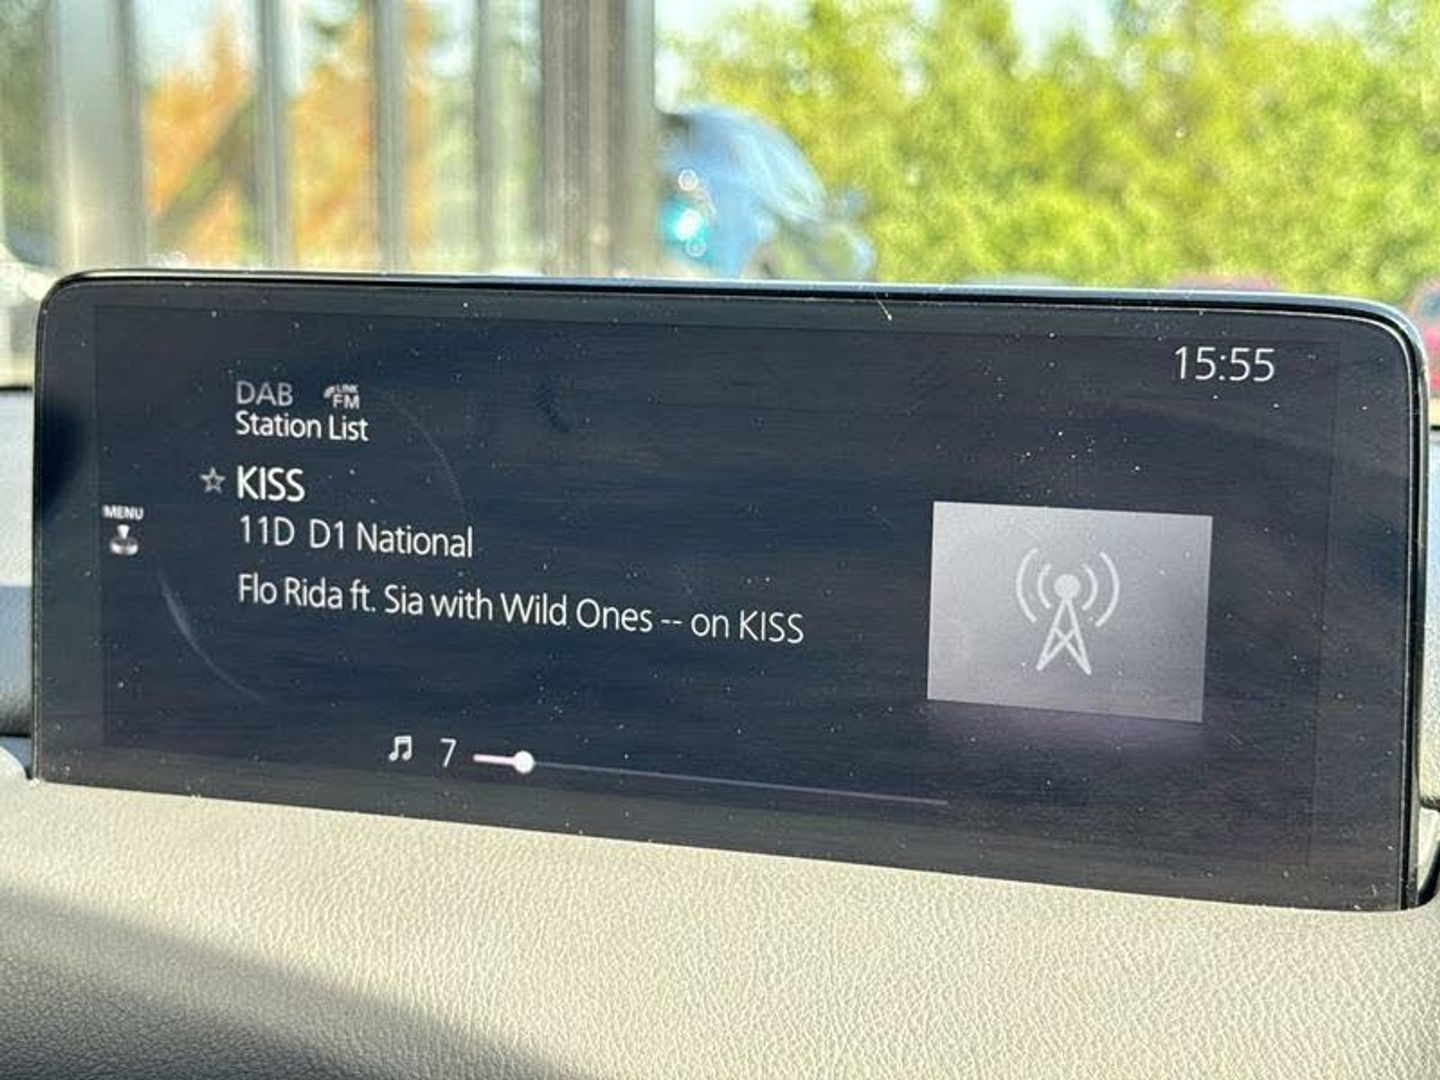 15:55
DAB LINK FM
Station List
KISS
MENU
11D D1 National
Flo Rida ft. Sia with Wild Ones -- on KISS
7